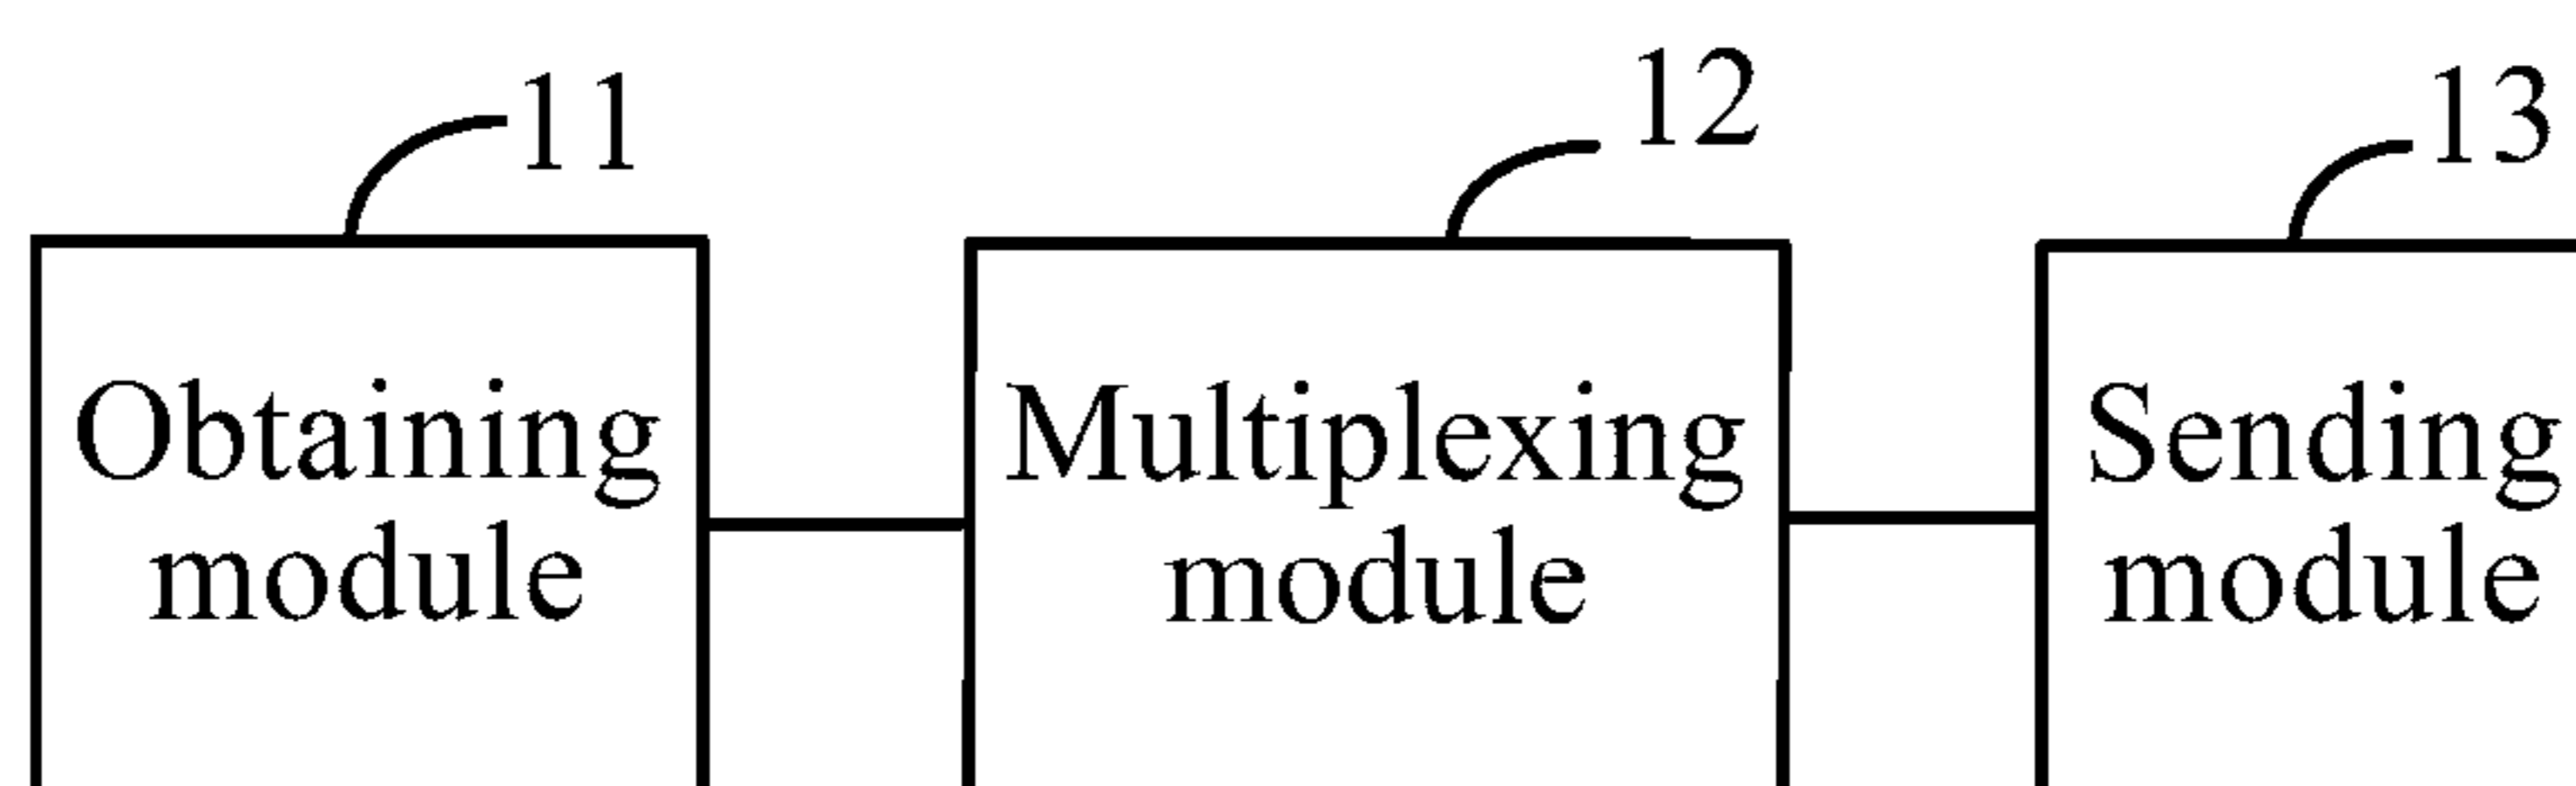 11
12
13
Obtaining
module
Multiplexing
module
Sending
module